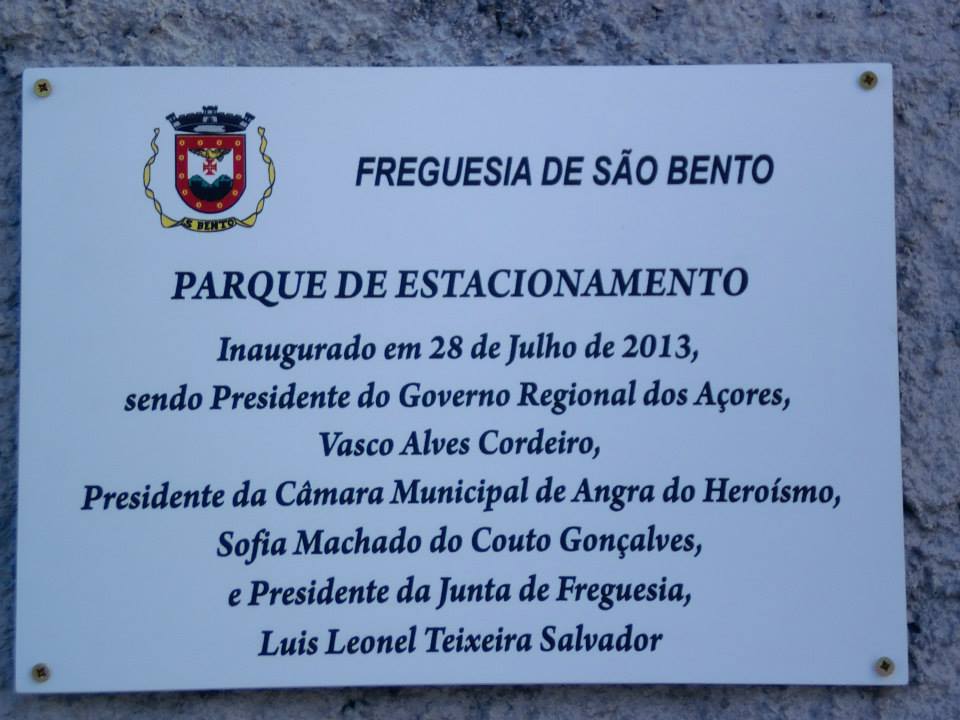 S. BENTO
FREGUESIA DE SÃO BENTO
PARQUE DE ESTACIONAMENTO
Inaugurado em 28 de Julho de 2013,
sendo Presidente do Governo Regional dos Açores,
Vasco Alves Cordeiro,
Presidente da Câmara Municipal de Angra do Heroísmo,
Sofia Machado do Couto Gonçalves,
e Presidente da Junta de Freguesia,
Luis Leonel Teixeira Salvador